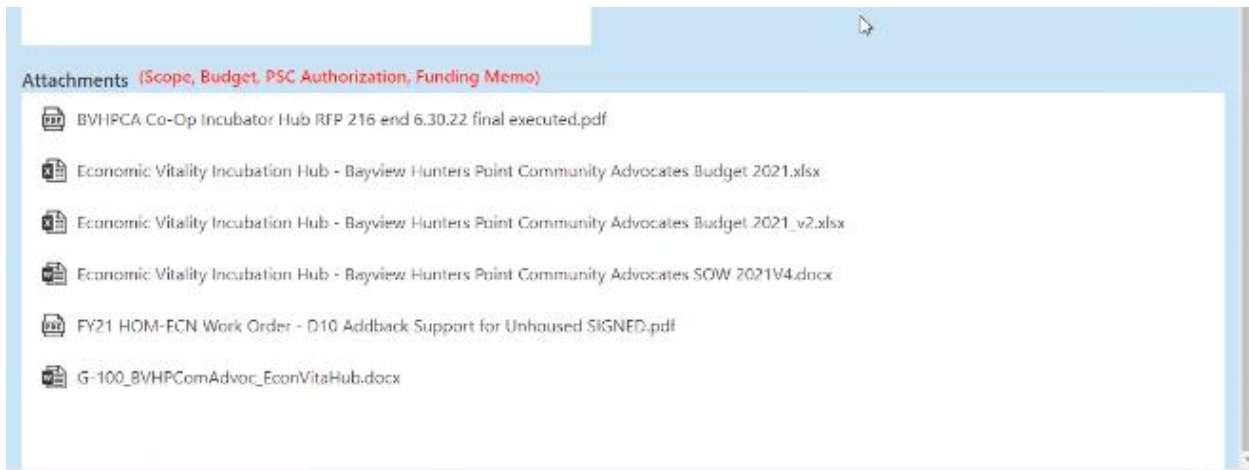 Attachments (Scope, Budget, PSC Authorization, Funding Memo)
BVHPCA Co-Op Incubator Hub RFP 216 end 6.30.22 final executed.pdf
Economic Vitality Incubation Hub - Bayview Hunters Point Community Advocates Budget 2021.xlsx
Economic Vitality Incubation Hub - Bayview Hunters Point Community Advocates Budget 2021_v2.xlsx
Economic Vitality Incubation Hub - Bayview Hunters Point Community Advocates SOW 2021V4.docx
FY21 HOM-ECN Work Order - D10 Addback Support for Unhoused SIGNED.pdf
G-100_BVHPComAdvoc_EconVitaHub.docx